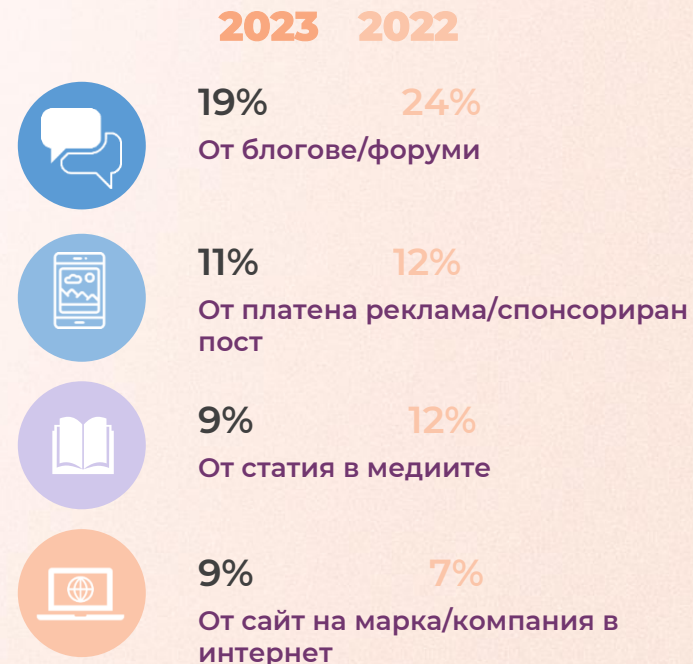 2023 2022
19% 24%
От блогове/форуми
11% 12%
От платена реклама/спонсориран
пост
9% 12%
От статия в медиите
9% 7%
От сайт на марка/компания в
интернет